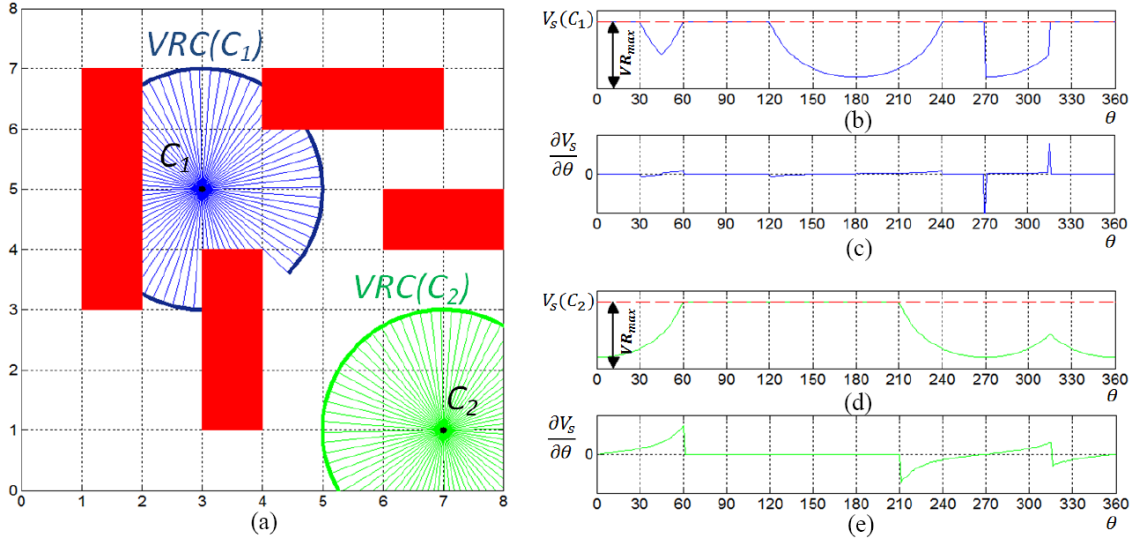 8
7
6
5
4
3
2
1
0
0 1 2 3 4 5 6 7 8
VRC(C₁)
C₁
VRC(C₂)
C₂
(a)
Vₛ(C₁)
VRₘₐₓ
0 30 60 90 120 150 180 210 240 270 300 330 360
(b) θ
∂Vₛ
∂θ
0
0 30 60 90 120 150 180 210 240 270 300 330 360
(c) θ
Vₛ(C₂)
VRₘₐₓ
0 30 60 90 120 150 180 210 240 270 300 330 360
(d) θ
∂Vₛ
∂θ
0
0 30 60 90 120 150 180 210 240 270 300 330 360
(e) θ